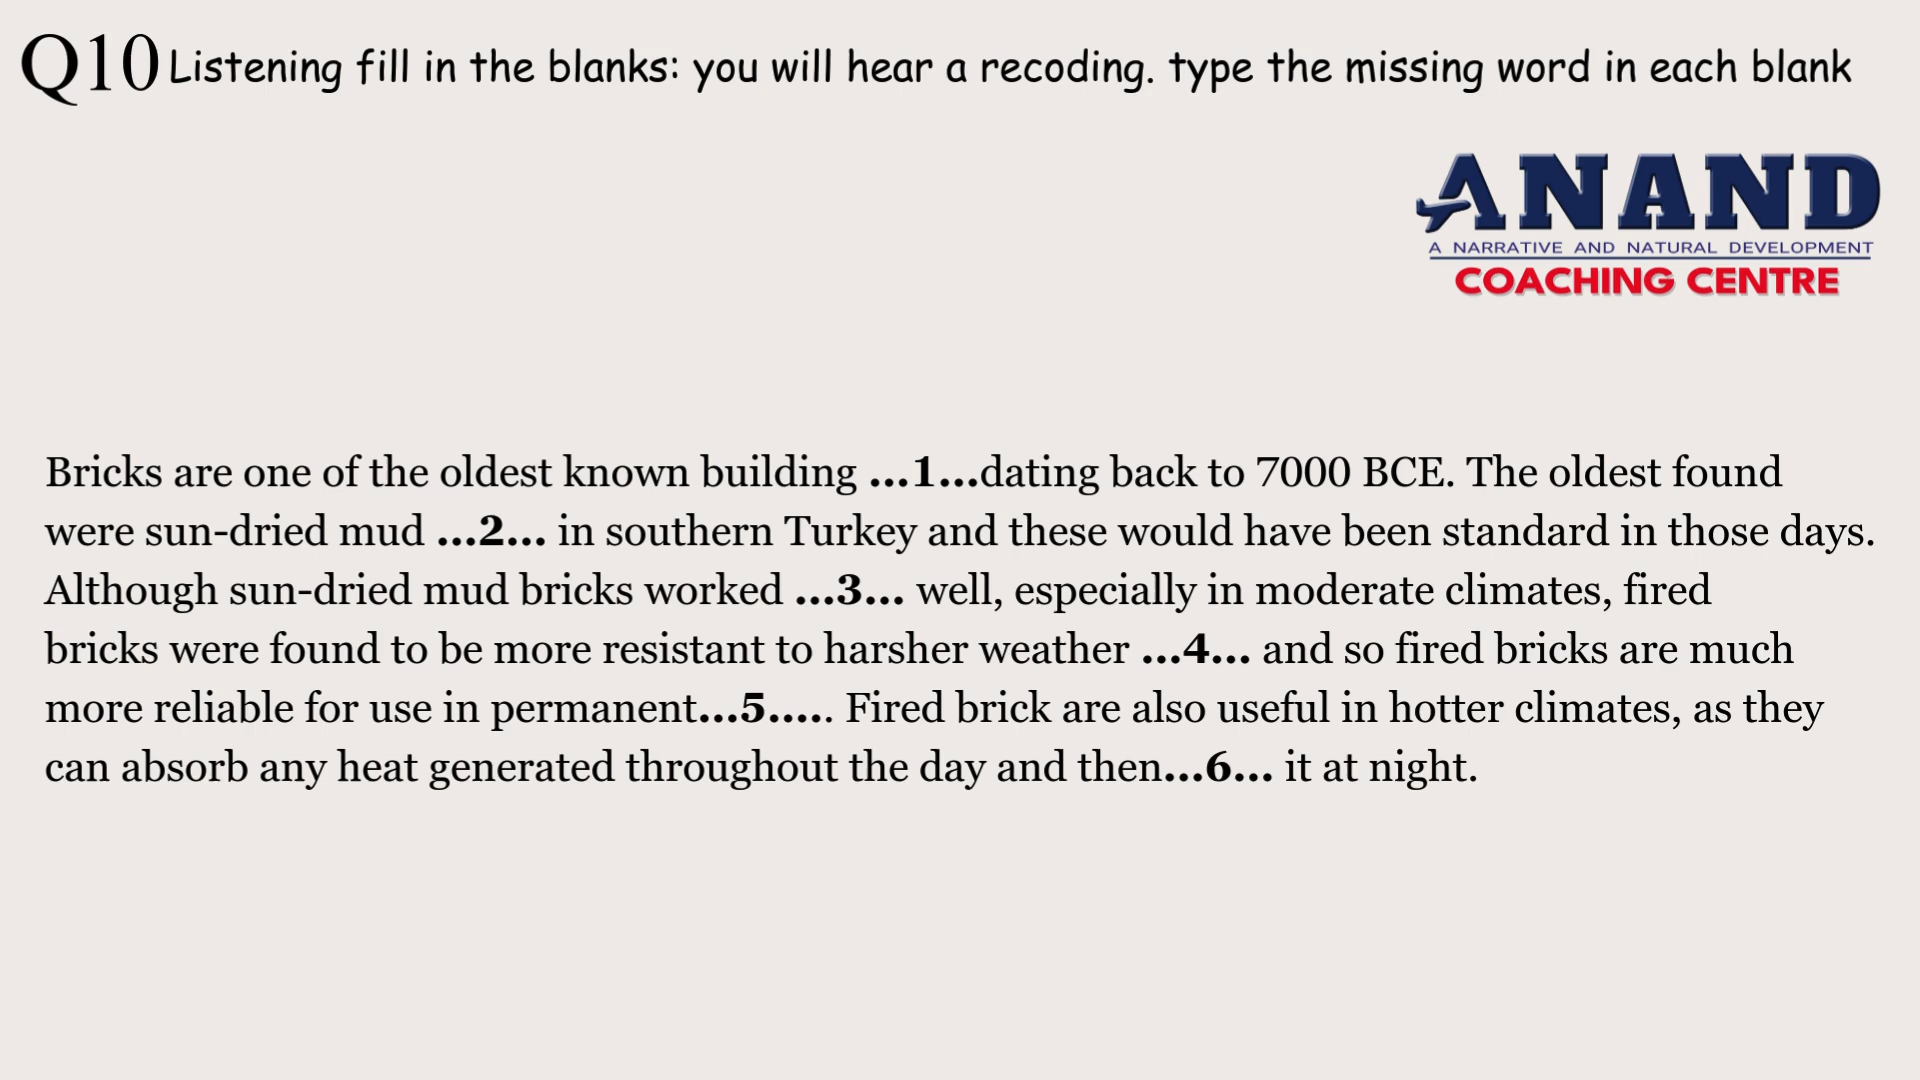 Q10 Listening fill in the blanks: you will hear a recoding. type the missing word in each blank
ANAND
A NARRATIVE AND NATURAL DEVELOPMENT
COACHING CENTRE
Bricks are one of the oldest known building ...1...dating back to 7000 BCE. The oldest found
were sun-dried mud ...2... in southern Turkey and these would have been standard in those days.
Although sun-dried mud bricks worked ...3... well, especially in moderate climates, fired
bricks were found to be more resistant to harsher weather ...4... and so fired bricks are much
more reliable for use in permanent...5..... Fired brick are also useful in hotter climates, as they
can absorb any heat generated throughout the day and then...6... it at night.